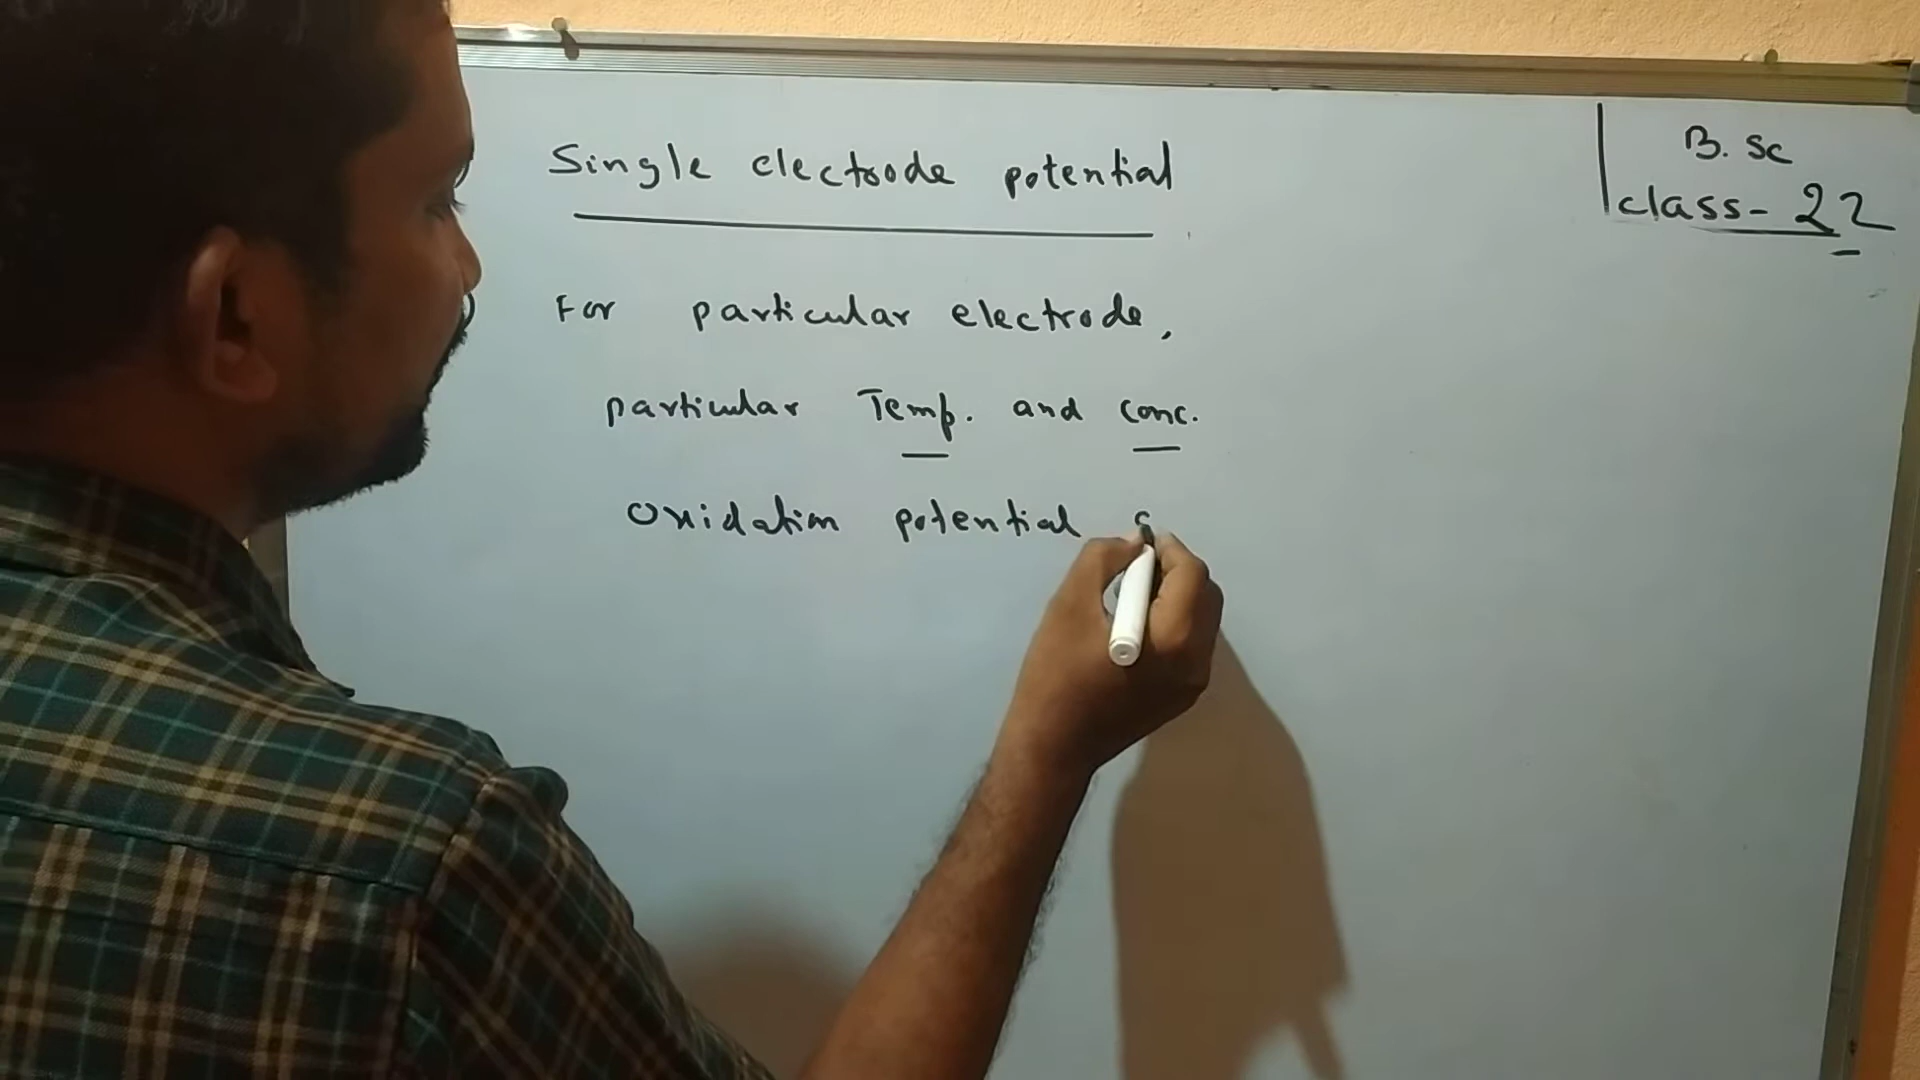 Single electrode potential
B. Sc
class - 22
For particular electrode,
particular Temp. and conc.
Oxidation potential